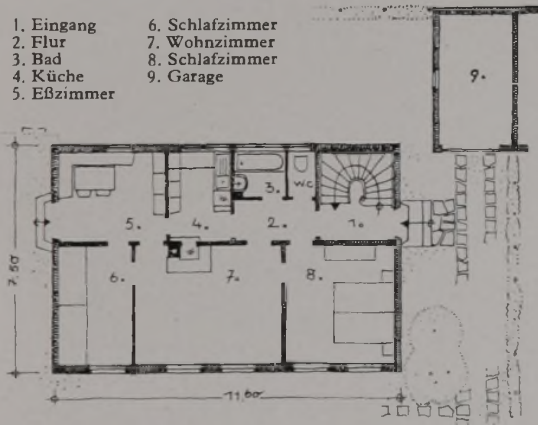 1. Eingang
2. Flur
3. Bad
4. Küche
5. Eßzimmer
6. Schlafzimmer
7. Wohnzimmer
8. Schlafzimmer
9. Garage
9.
3.
W.C
5.
4.
2.
1.
6.
7.
8.
7,50
11,60